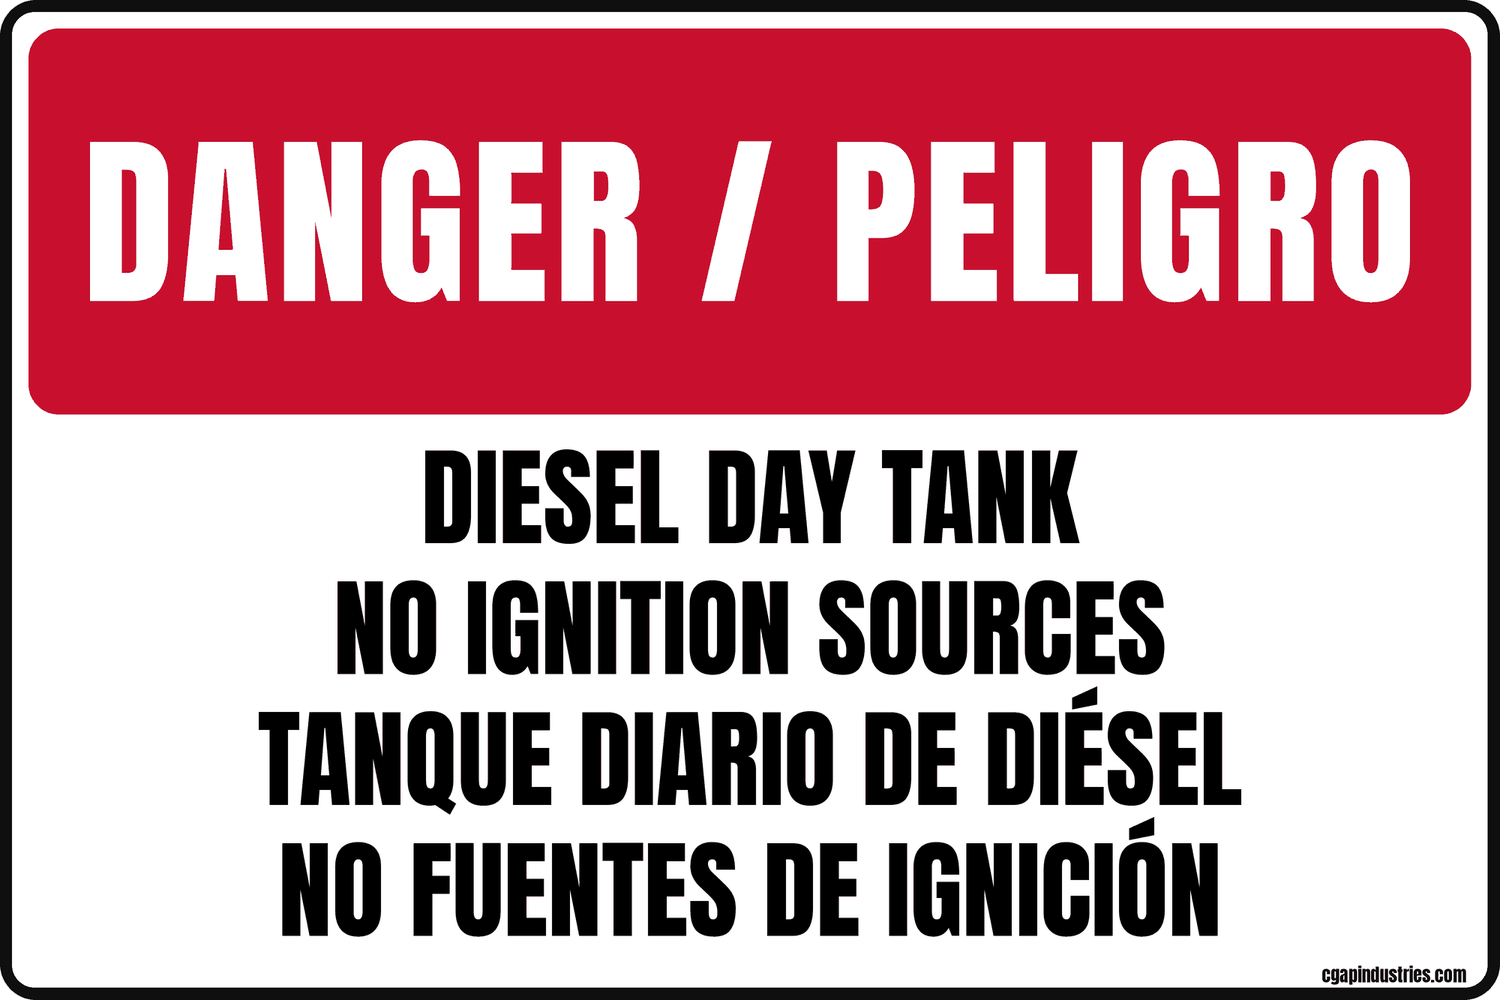 DANGER / PELIGRO
DIESEL DAY TANK
NO IGNITION SOURCES
TANQUE DIARIO DE DIÉSEL
NO FUENTES DE IGNICIÓN
cgapindustries.com